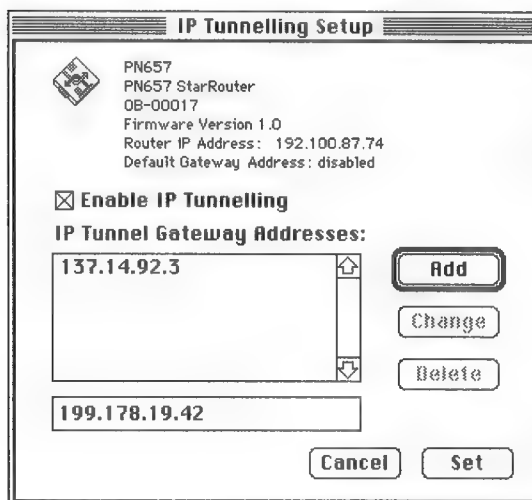 IP Tunnelling Setup
PN657
PN657 StarRouter
OB-00017
Firmware Version 1.0
Router IP Address: 192.100.87.74
Default Gateway Address: disabled
Enable IP Tunnelling
IP Tunnel Gateway Addresses:
137.14.92.3
Add
Change
Delete
199.178.19.42
Cancel
Set